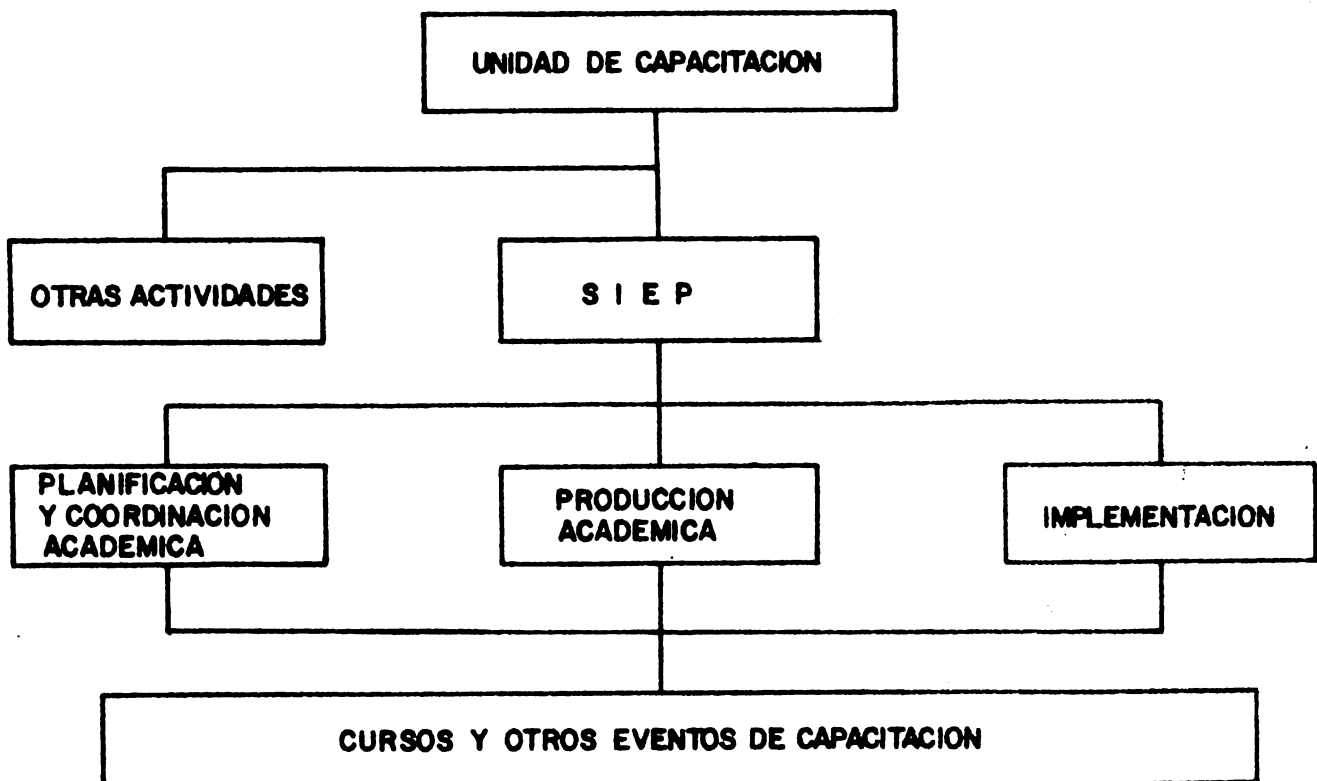 UNIDAD DE CAPACITACION
OTRAS ACTIVIDADES
S I E P
PLANIFICACION
Y COORDINACION
ACADEMICA
PRODUCCION
ACADEMICA
IMPLEMENTACION
CURSOS Y OTROS EVENTOS DE CAPACITACION